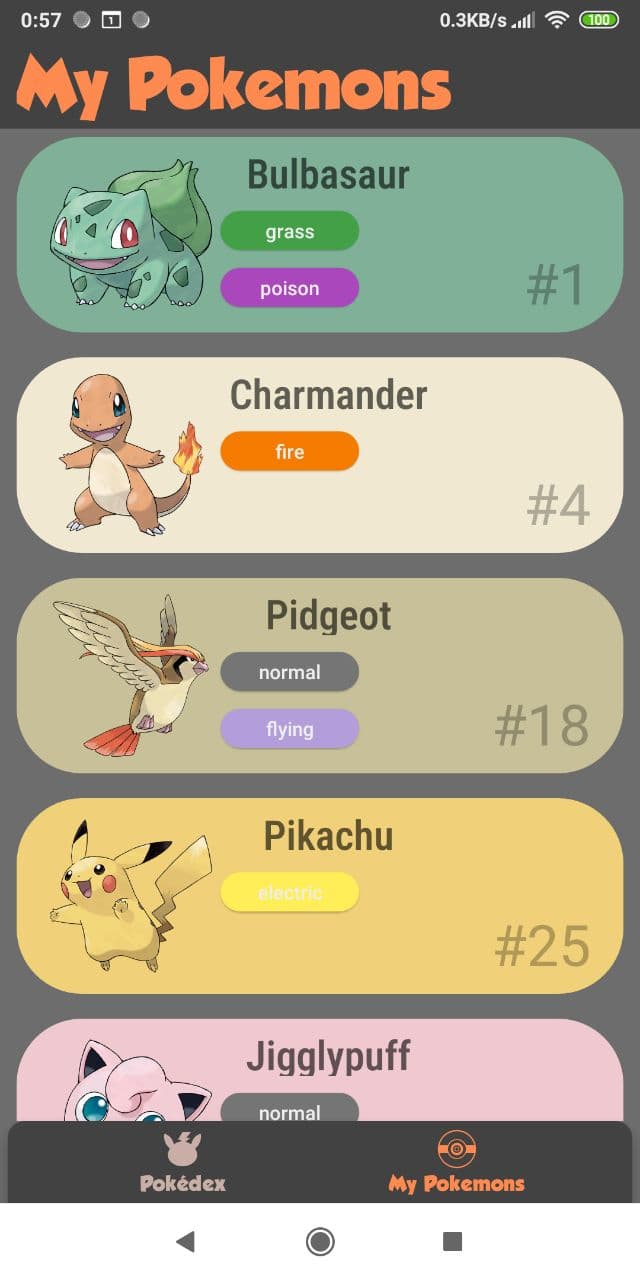 0:57 1 0.3KB/s 100
My Pokemons
Bulbasaur
grass
poison
#1
Charmander
fire
#4
Pidgeot
normal
flying
#18
Pikachu
electric
#25
Jigglypuff
normal
Pokédex My Pokemons